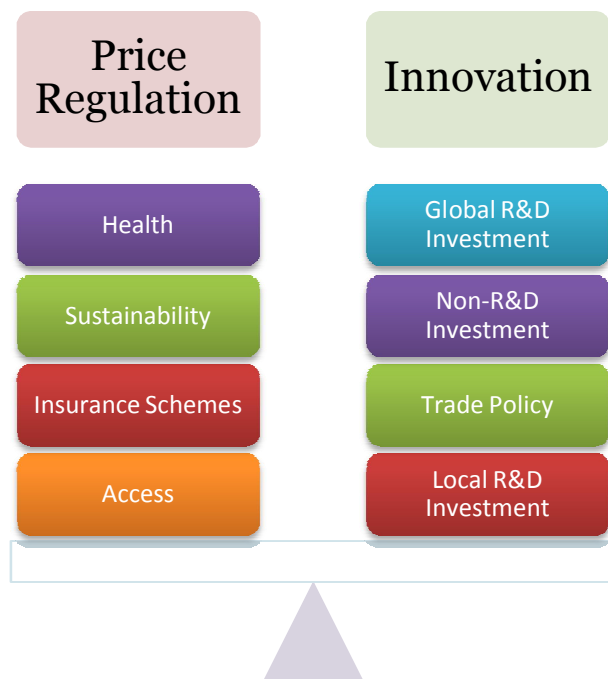 Price
Regulation
Innovation
Health
Global R&D
Investment
Sustainability
Non-R&D
Investment
Insurance Schemes
Trade Policy
Access
Local R&D
Investment